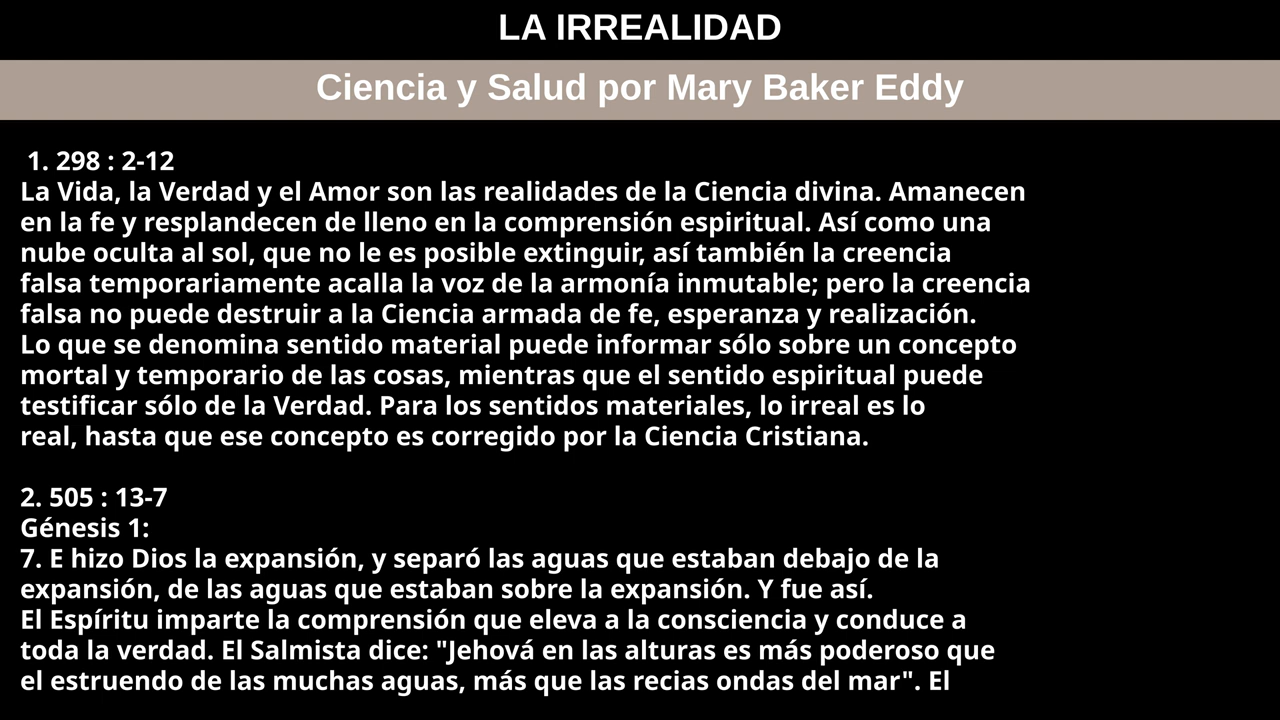 LA IRREALIDAD
Ciencia y Salud por Mary Baker Eddy
1. 298 : 2-12
La Vida, la Verdad y el Amor son las realidades de la Ciencia divina. Amanecen
en la fe y resplandecen de lleno en la comprensión espiritual. Así como una
nube oculta al sol, que no le es posible extinguir, así también la creencia
falsa temporariamente acalla la voz de la armonía inmutable; pero la creencia
falsa no puede destruir a la Ciencia armada de fe, esperanza y realización.
Lo que se denomina sentido material puede informar sólo sobre un concepto
mortal y temporario de las cosas, mientras que el sentido espiritual puede
testificar sólo de la Verdad. Para los sentidos materiales, lo irreal es lo
real, hasta que ese concepto es corregido por la Ciencia Cristiana.
2. 505 : 13-7
Génesis 1:
7. E hizo Dios la expansión, y separó las aguas que estaban debajo de la
expansión, de las aguas que estaban sobre la expansión. Y fue así.
El Espíritu imparte la comprensión que eleva a la consciencia y conduce a
toda la verdad. El Salmista dice: "Jehová en las alturas es más poderoso que
el estruendo de las muchas aguas, más que las recias ondas del mar". El